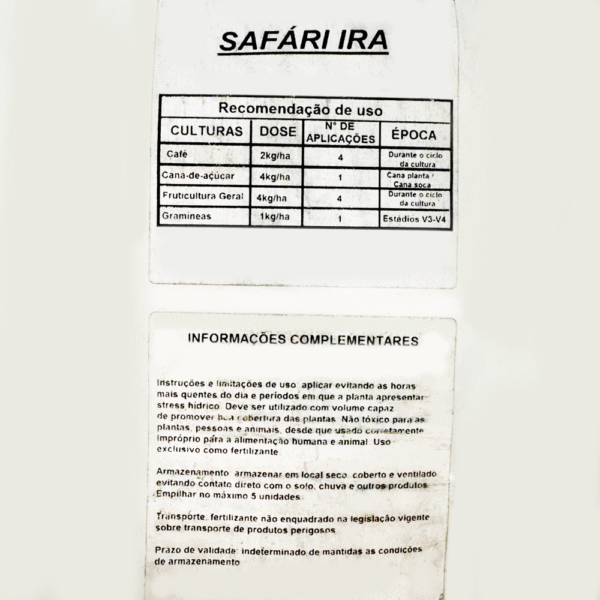 SAFÁRI IRA
Recomendação de uso
CULTURAS DOSE Nº DE APLICAÇÕES ÉPOCA
Café 2kg/ha 4 Durante o ciclo da cultura
Cana-de-açúcar 4kg/ha 1 Cana planta / Cana soca
Fruticultura Geral 4kg/ha 4 Durante o ciclo da cultura
Gramíneas 1kg/ha 1 Estádios V3-V4
INFORMAÇÕES COMPLEMENTARES
Instruções e limitações de uso: aplicar evitando as horas
mais quentes do dia e períodos em que a planta apresentar
stress hídrico. Deve ser utilizado com volume capaz
de promover boa cobertura das plantas. Não tóxico para as
plantas, pessoas e animais, desde que usado corretamente.
Impróprio para a alimentação humana e animal. Uso
exclusivo como fertilizante.
Armazenamento: armazenar em local seco, coberto e ventilado
evitando contato direto com o solo, chuva e outros produtos.
Empilhar no máximo 5 unidades.
Transporte: fertilizante não enquadrado na legislação vigente
sobre transporte de produtos perigosos.
Prazo de validade: indeterminado de mantidas as condições
de armazenamento